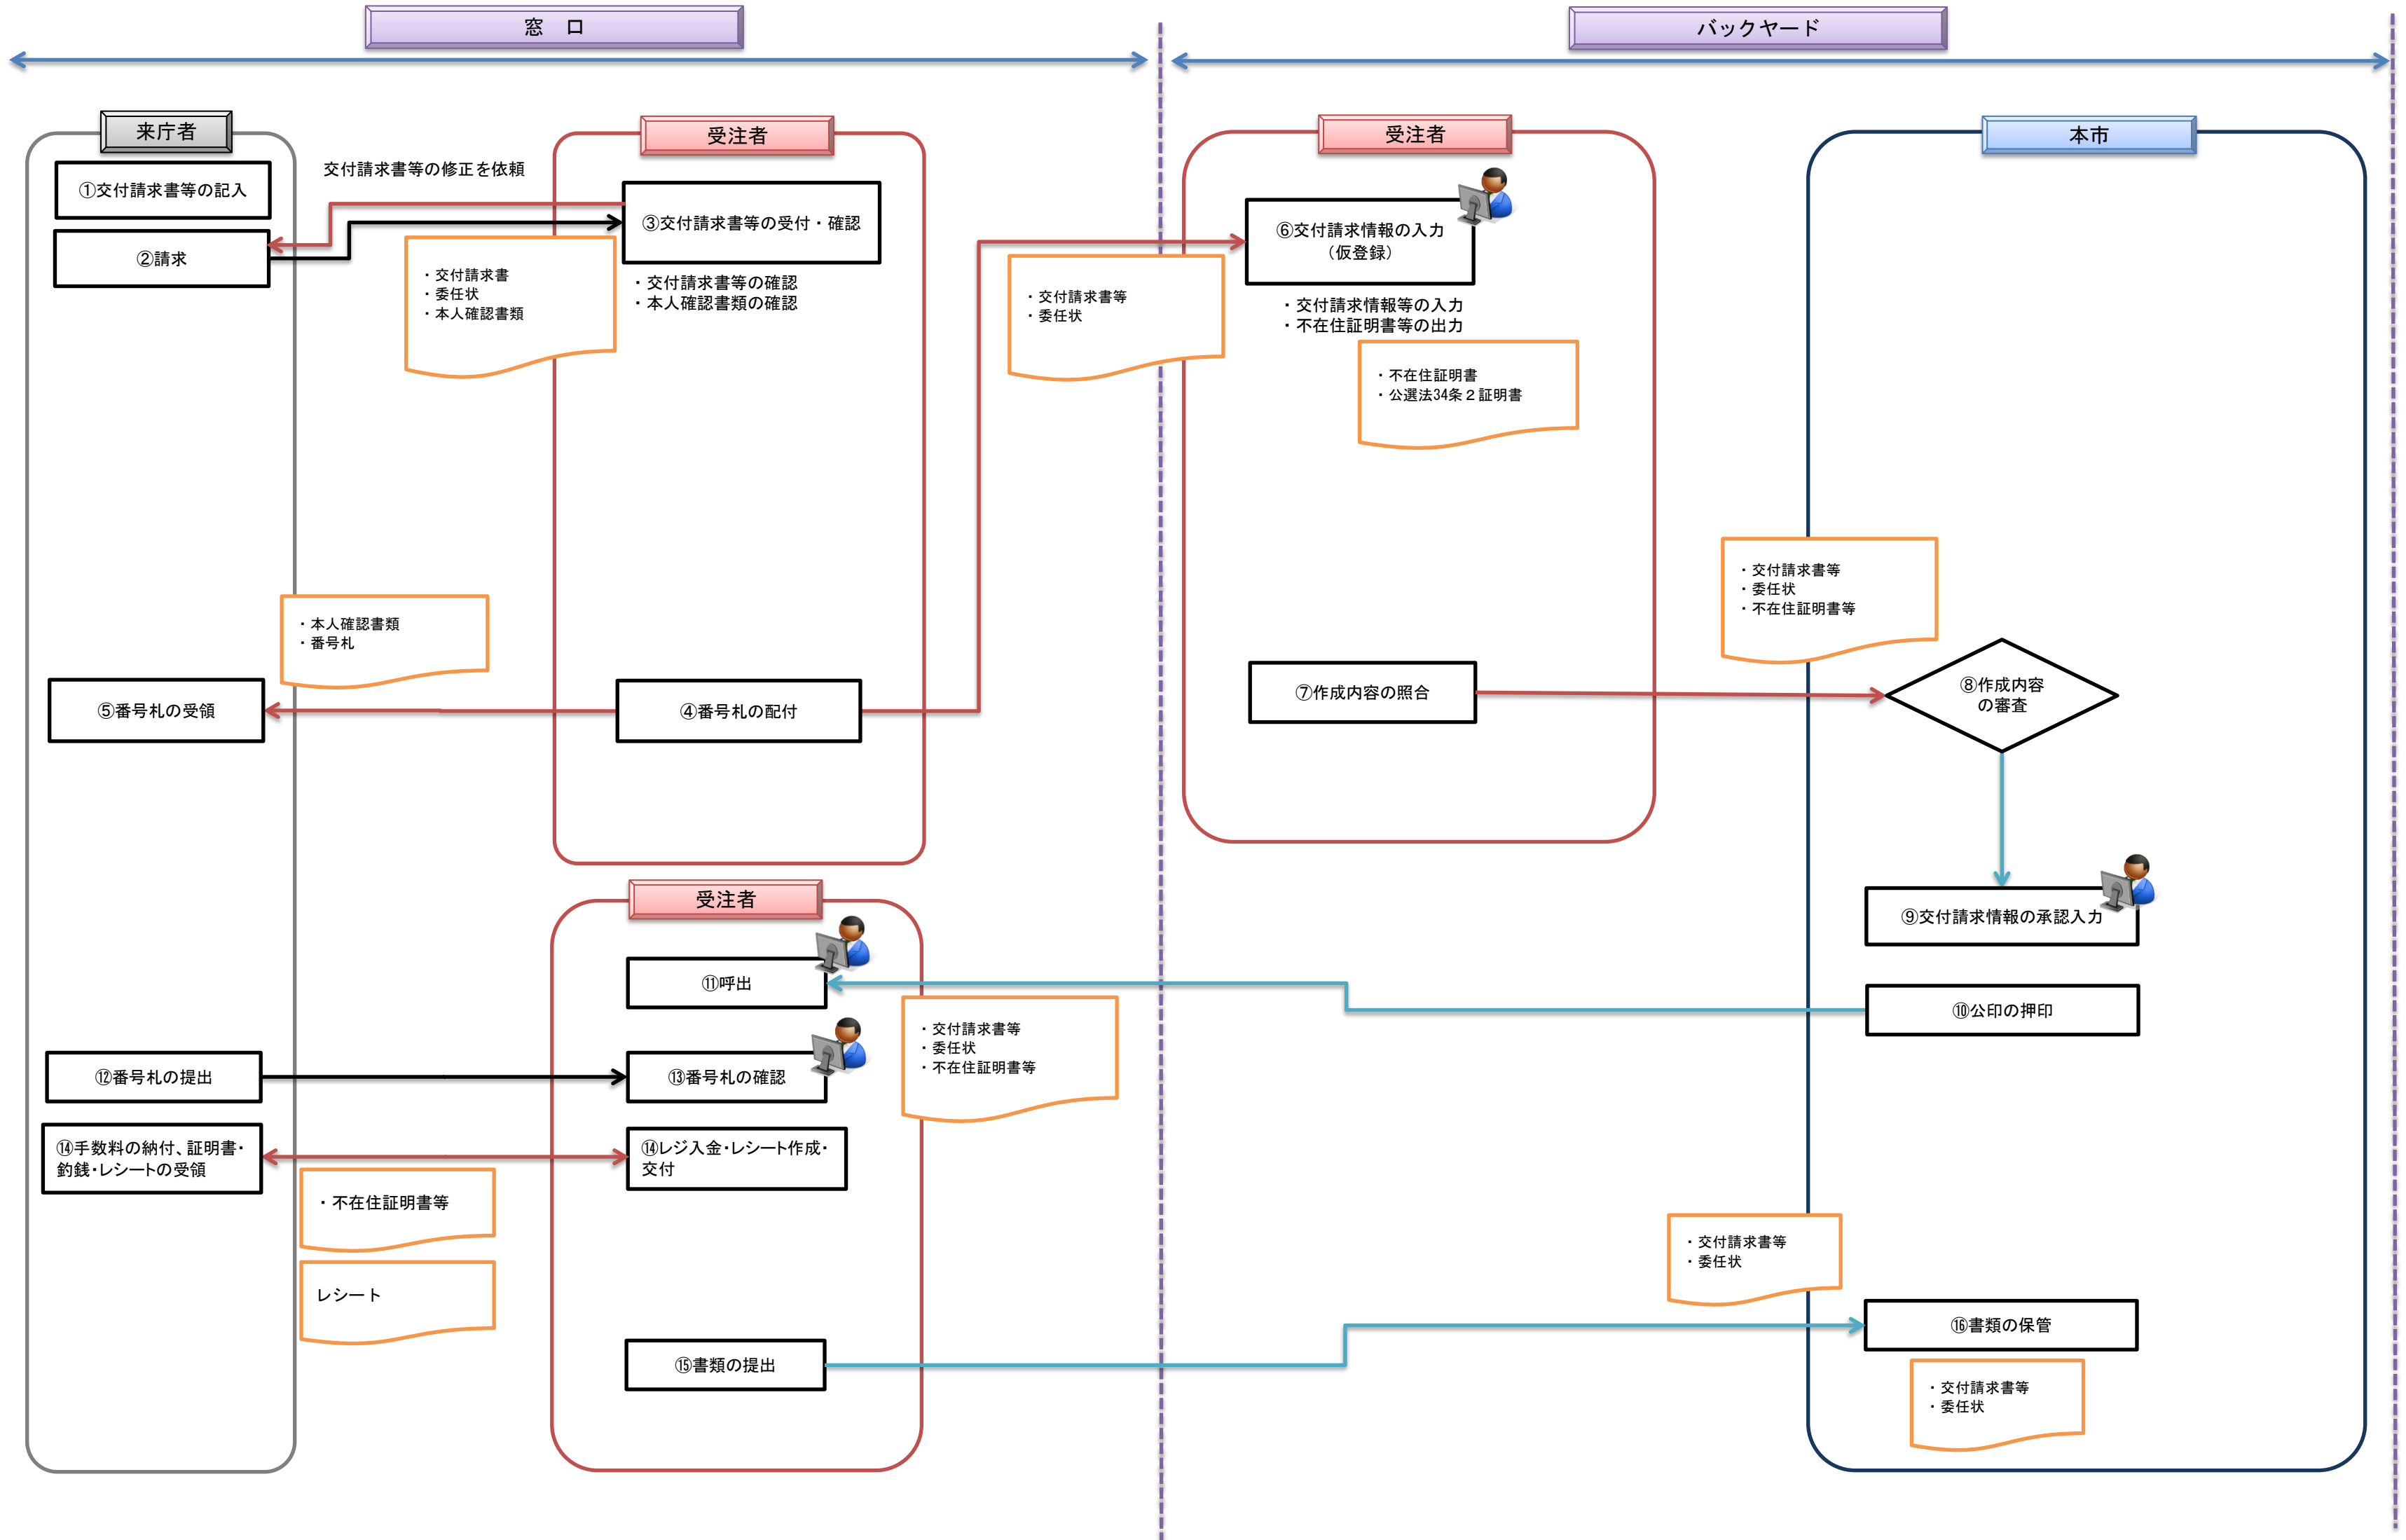 窓　口
バックヤード
来庁者
受注者
受注者
本市
①交付請求書等の記入
交付請求書等の修正を依頼
②請求
③交付請求書等の受付・確認
・交付請求書等の確認
・本人確認書類の確認
・交付請求書
・委任状
・本人確認書類
・交付請求書等
・委任状
⑥交付請求情報の入力
（仮登録）
・交付請求情報等の入力
・不在住証明書等の出力
・不在住証明書
・公選法34条２証明書
・交付請求書等
・委任状
・不在住証明書等
・本人確認書類
・番号札
⑤番号札の受領
④番号札の配付
⑦作成内容の照合
⑧作成内容
の審査
受注者
⑨交付請求情報の承認入力
⑪呼出
⑩公印の押印
・交付請求書等
・委任状
・不在住証明書等
⑫番号札の提出
⑬番号札の確認
⑭手数料の納付、証明書・
釣銭・レシートの受領
⑭レジ入金・レシート作成・
交付
・不在住証明書等
レシート
・交付請求書等
・委任状
⑮書類の提出
⑯書類の保管
・交付請求書等
・委任状